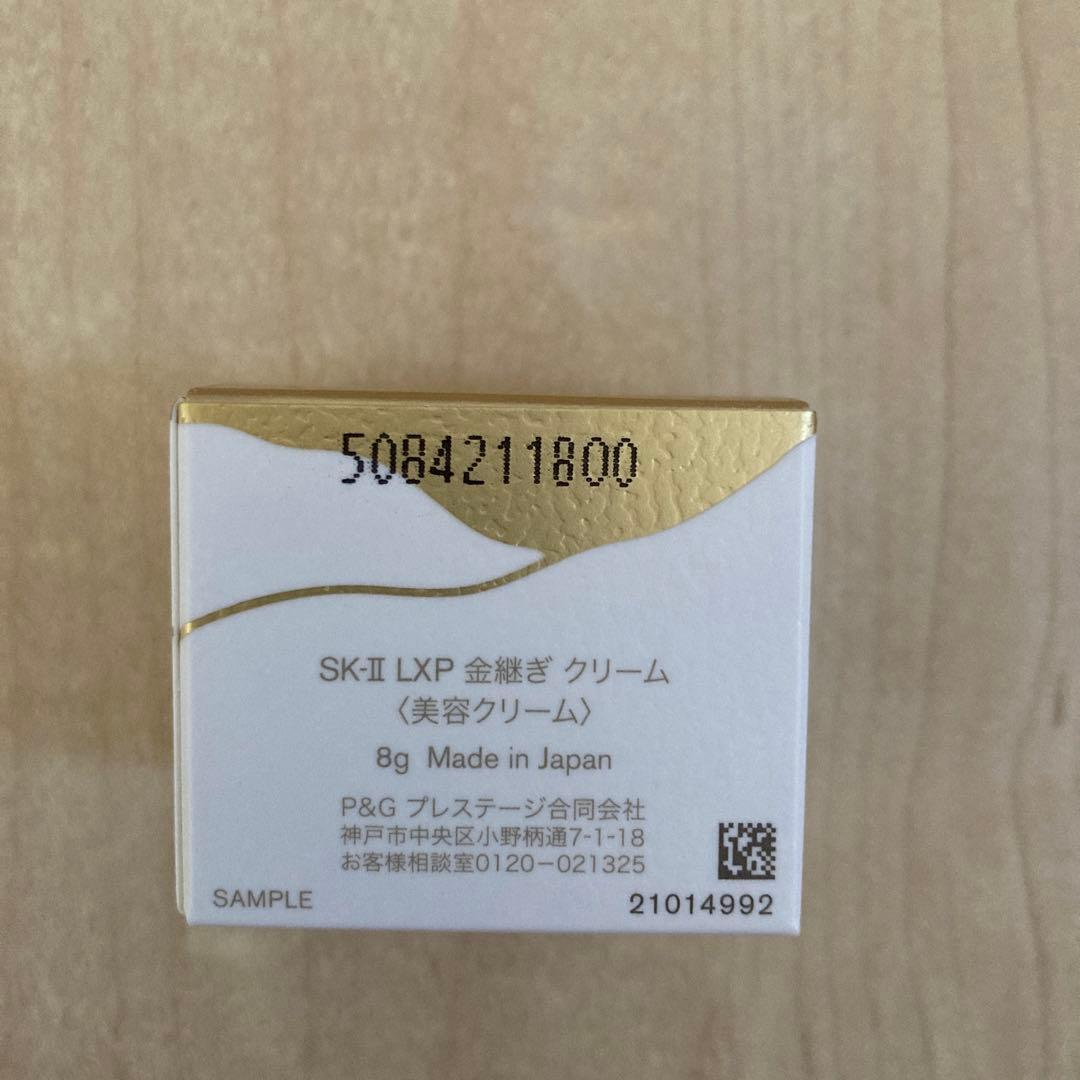 5084211800
SK-Ⅱ LXP 金継ぎ クリーム
〈美容クリーム〉
8g Made in Japan
P&G プレステージ合同会社
神戸市中央区小野柄通7-1-18
お客様相談室0120-021325
SAMPLE
21014992